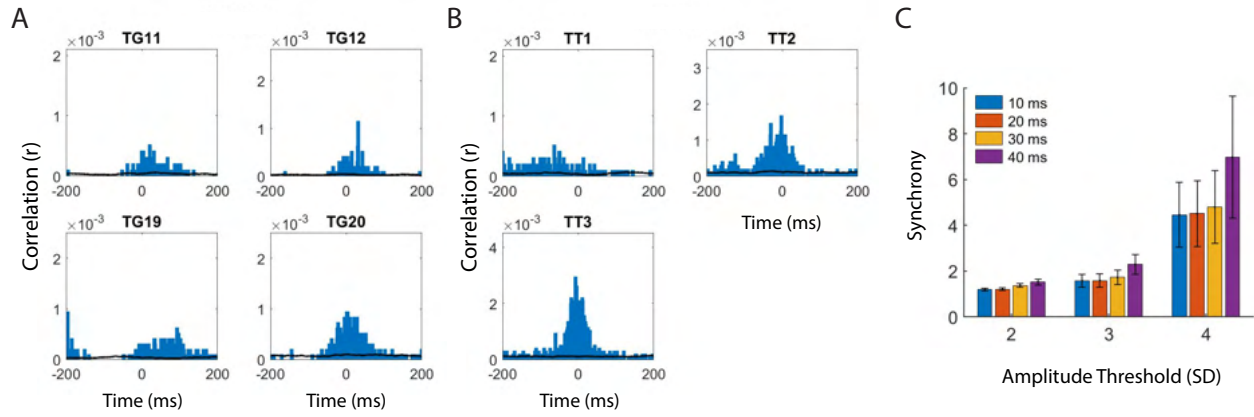 A
B
C
×10⁻³
TG11
2
1
0
-200
0
200
×10⁻³
TG12
2
1
0
-200
0
200
×10⁻³
TG19
2
1
0
-200
0
200
×10⁻³
TG20
2
1
0
-200
0
200
Correlation (r)
Time (ms)
Time (ms)
×10⁻³
TT1
2
1
0
-200
0
200
×10⁻³
TT2
3
2
1
0
-200
0
200
Time (ms)
×10⁻³
TT3
4
2
0
-200
0
200
Correlation (r)
Time (ms)
10
8
6
4
2
0
Synchrony
10 ms
20 ms
30 ms
40 ms
2
3
4
Amplitude Threshold (SD)